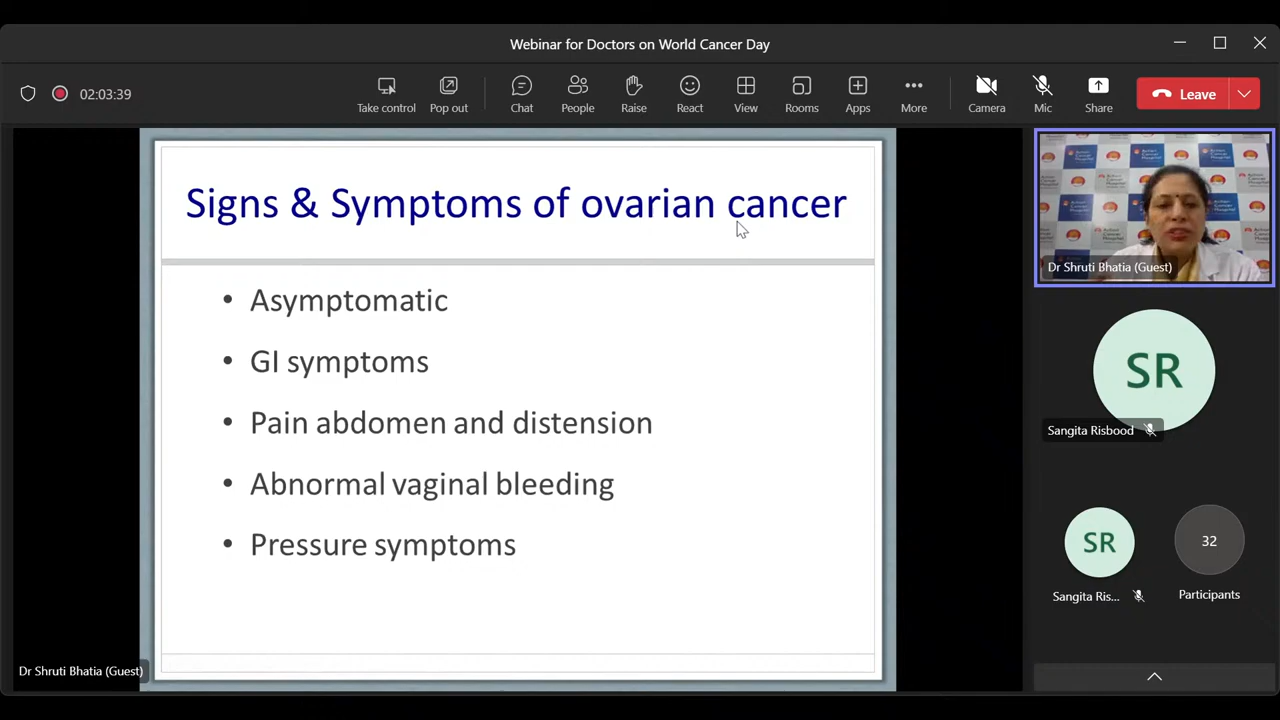 Webinar for Doctors on World Cancer Day
02:03:39
Take control
Pop out
Chat
People
Raise
React
View
Rooms
Apps
More
Camera
Mic
Share
Leave
Signs & Symptoms of ovarian cancer
• Asymptomatic
• GI symptoms
• Pain abdomen and distension
• Abnormal vaginal bleeding
• Pressure symptoms
Dr Shruti Bhatia (Guest)
Dr Shruti Bhatia (Guest)
SR
Sangita Risbood
SR
Sangita Ris...
32
Participants